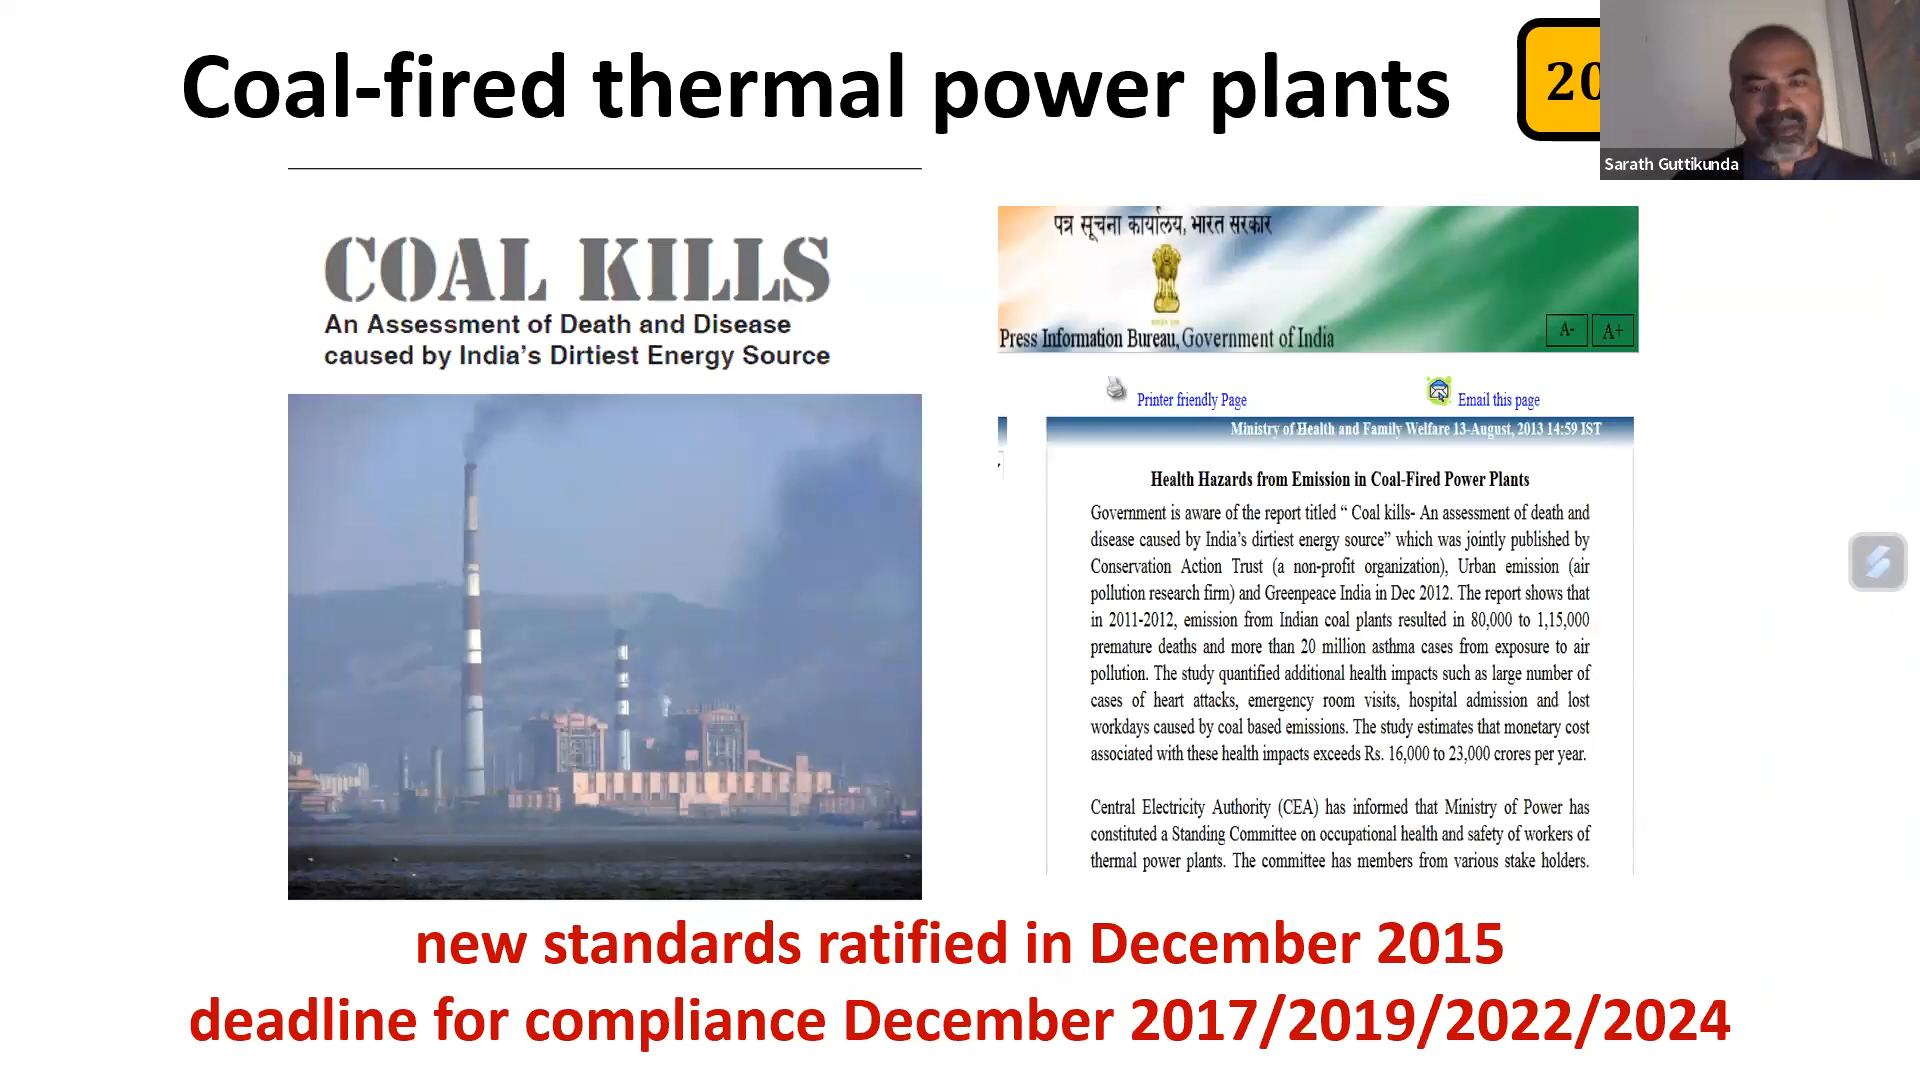 Coal-fired thermal power plants
20
Sarath Guttikunda
COAL KILLS
An Assessment of Death and Disease
caused by India's Dirtiest Energy Source
पत्र सूचना कार्यालय, भारत सरकार
Press Information Bureau, Government of India
A-
A+
Printer friendly Page
Email this page
Ministry of Health and Family Welfare 13-August, 2013 14:59 IST
Health Hazards from Emission in Coal-Fired Power Plants
Government is aware of the report titled “ Coal kills- An assessment of death and
disease caused by India’s dirtiest energy source” which was jointly published by
Conservation Action Trust (a non-profit organization), Urban emission (air
pollution research firm) and Greenpeace India in Dec 2012. The report shows that
in 2011-2012, emission from Indian coal plants resulted in 80,000 to 1,15,000
premature deaths and more than 20 million asthma cases from exposure to air
pollution. The study quantified additional health impacts such as large number of
cases of heart attacks, emergency room visits, hospital admission and lost
workdays caused by coal based emissions. The study estimates that monetary cost
associated with these health impacts exceeds Rs. 16,000 to 23,000 crores per year.
Central Electricity Authority (CEA) has informed that Ministry of Power has
constituted a Standing Committee on occupational health and safety of workers of
thermal power plants. The committee has members from various stake holders.
new standards ratified in December 2015
deadline for compliance December 2017/2019/2022/2024